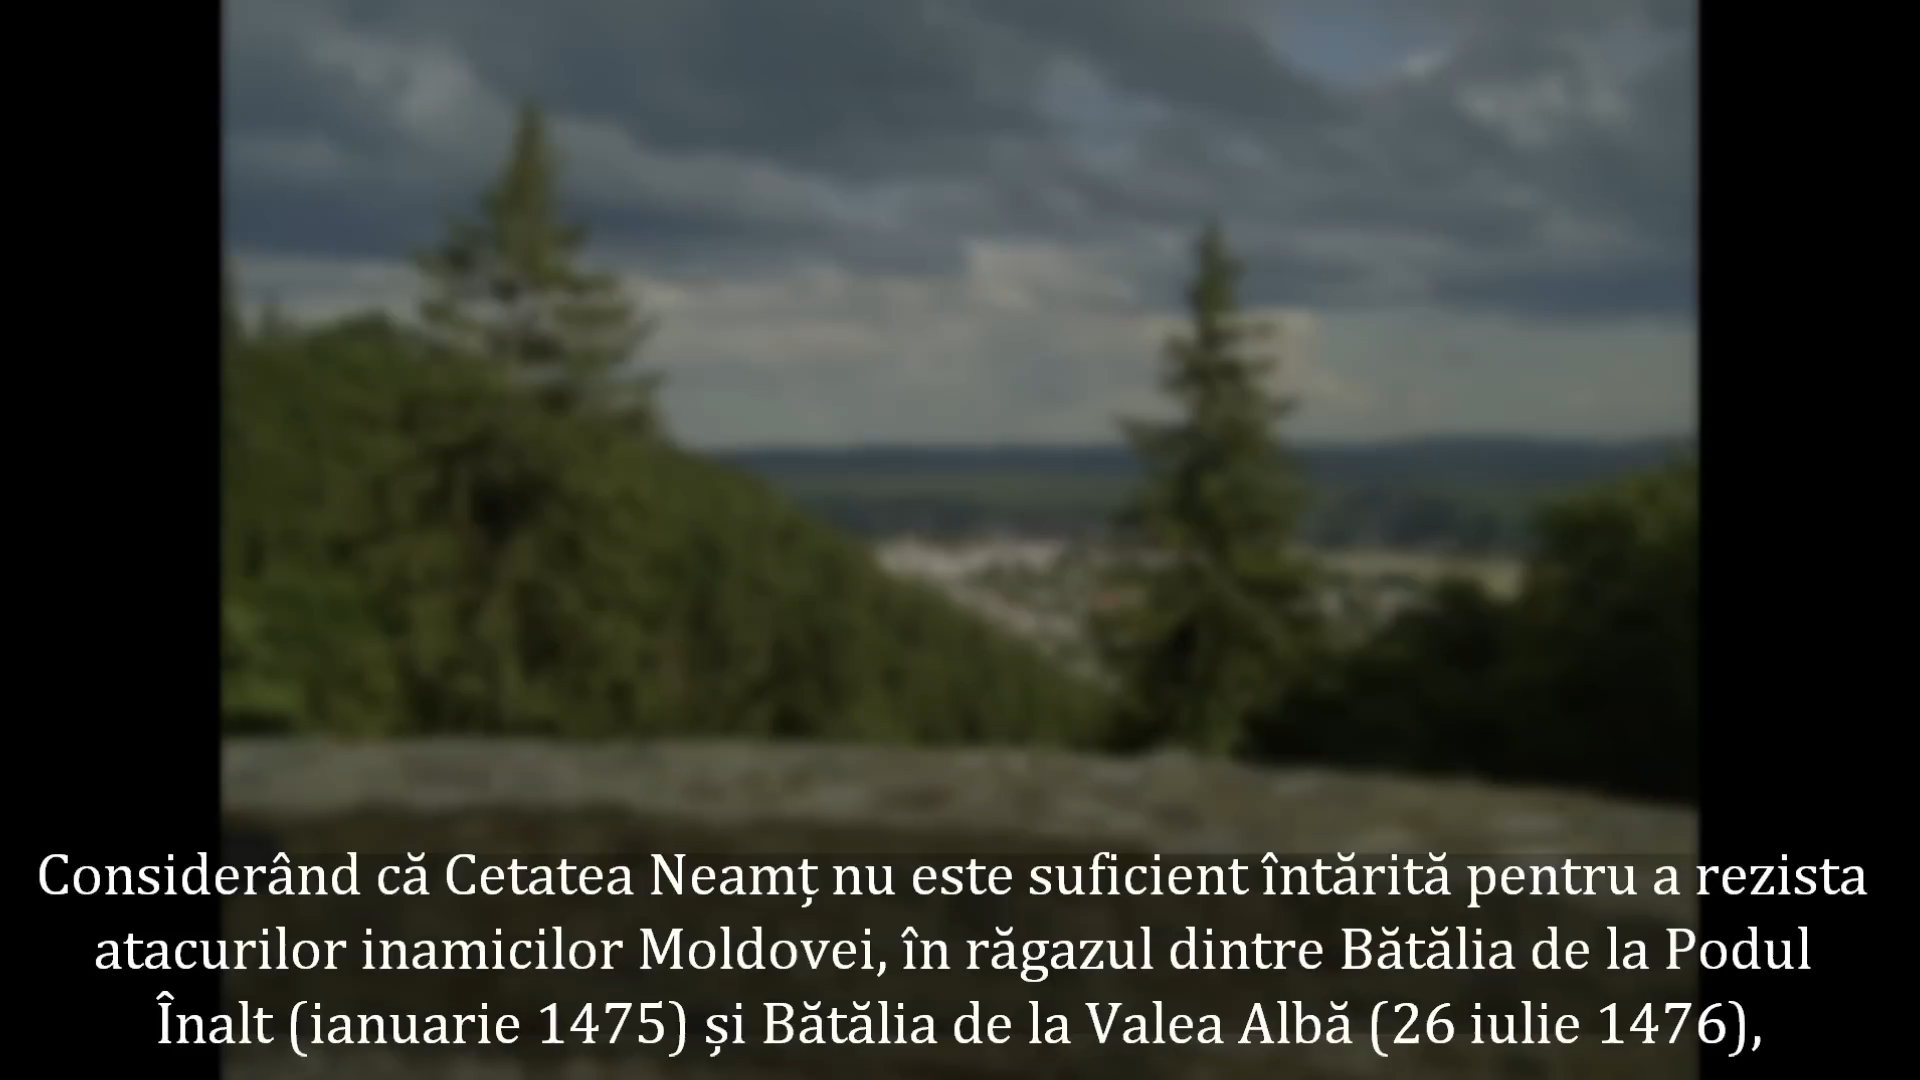 Considerând că Cetatea Neamț nu este suficient întărită pentru a rezista
atacurilor inamicilor Moldovei, în răgazul dintre Bătălia de la Podul
Înalt (ianuarie 1475) și Bătălia de la Valea Albă (26 iulie 1476),